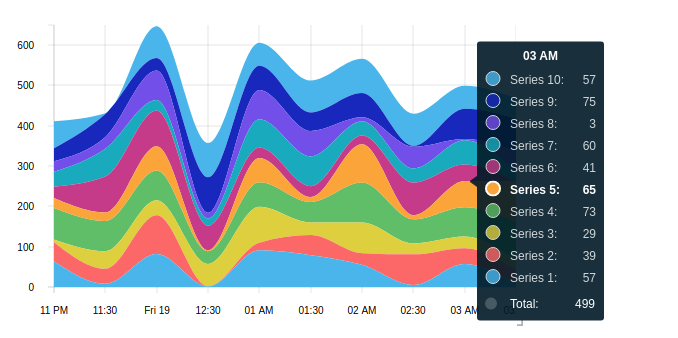 600
500
400
300
200
100
0
11 PM 11:30 Fri 19 12:30 01 AM 01:30 02 AM 02:30 03 AM 03
03 AM
Series 10: 57
Series 9: 75
Series 8: 3
Series 7: 60
Series 6: 41
Series 5: 65
Series 4: 73
Series 3: 29
Series 2: 39
Series 1: 57
Total: 499